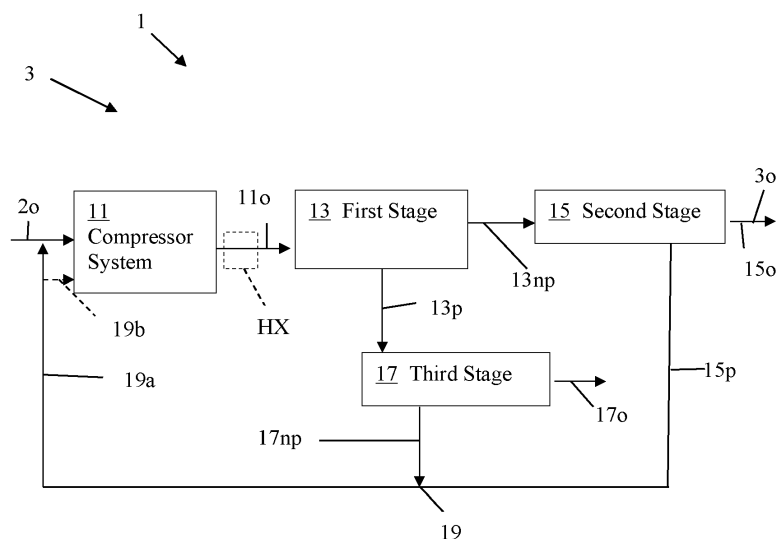 1
3
2o
11
Compressor
System
11o
13 First Stage
15 Second Stage
3o
15o
13np
19b
HX
13p
19a
17 Third Stage
15p
17o
17np
19